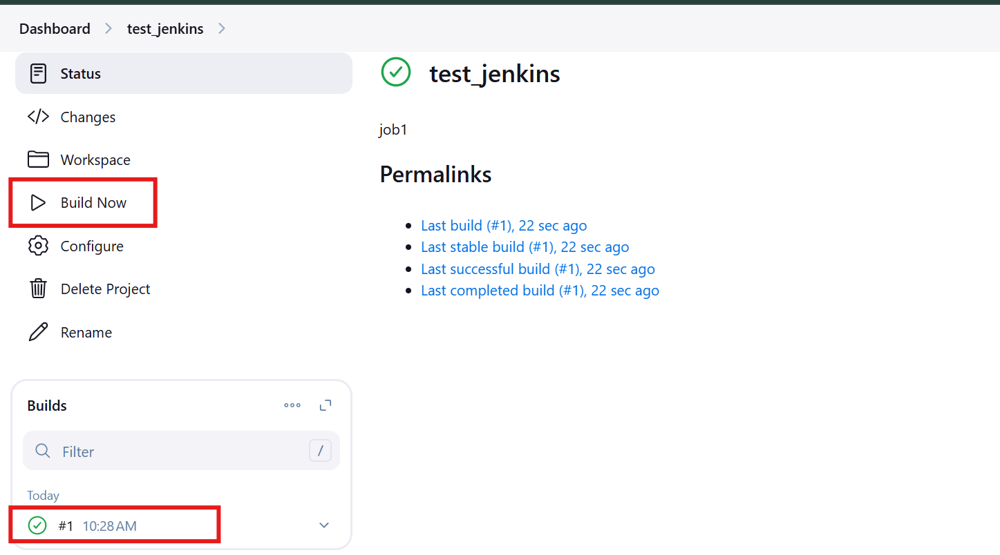 Dashboard > test_jenkins >
Status
Changes
Workspace
Build Now
Configure
Delete Project
Rename
Builds
Filter /
Today
#1 10:28 AM
test_jenkins
job1
Permalinks
Last build (#1), 22 sec ago
Last stable build (#1), 22 sec ago
Last successful build (#1), 22 sec ago
Last completed build (#1), 22 sec ago